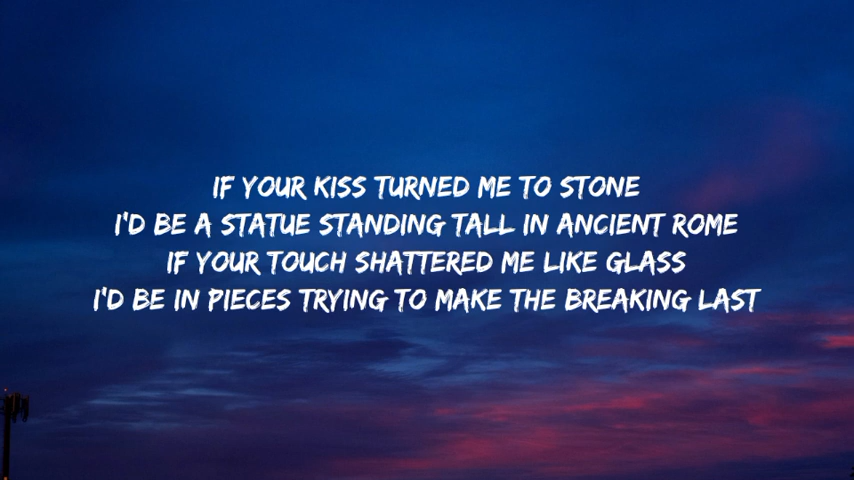 IF YOUR KISS TURNED ME TO STONE
I'D BE A STATUE STANDING TALL IN ANCIENT ROME
IF YOUR TOUCH SHATTERED ME LIKE GLASS
I'D BE IN PIECES TRYING TO MAKE THE BREAKING LAST